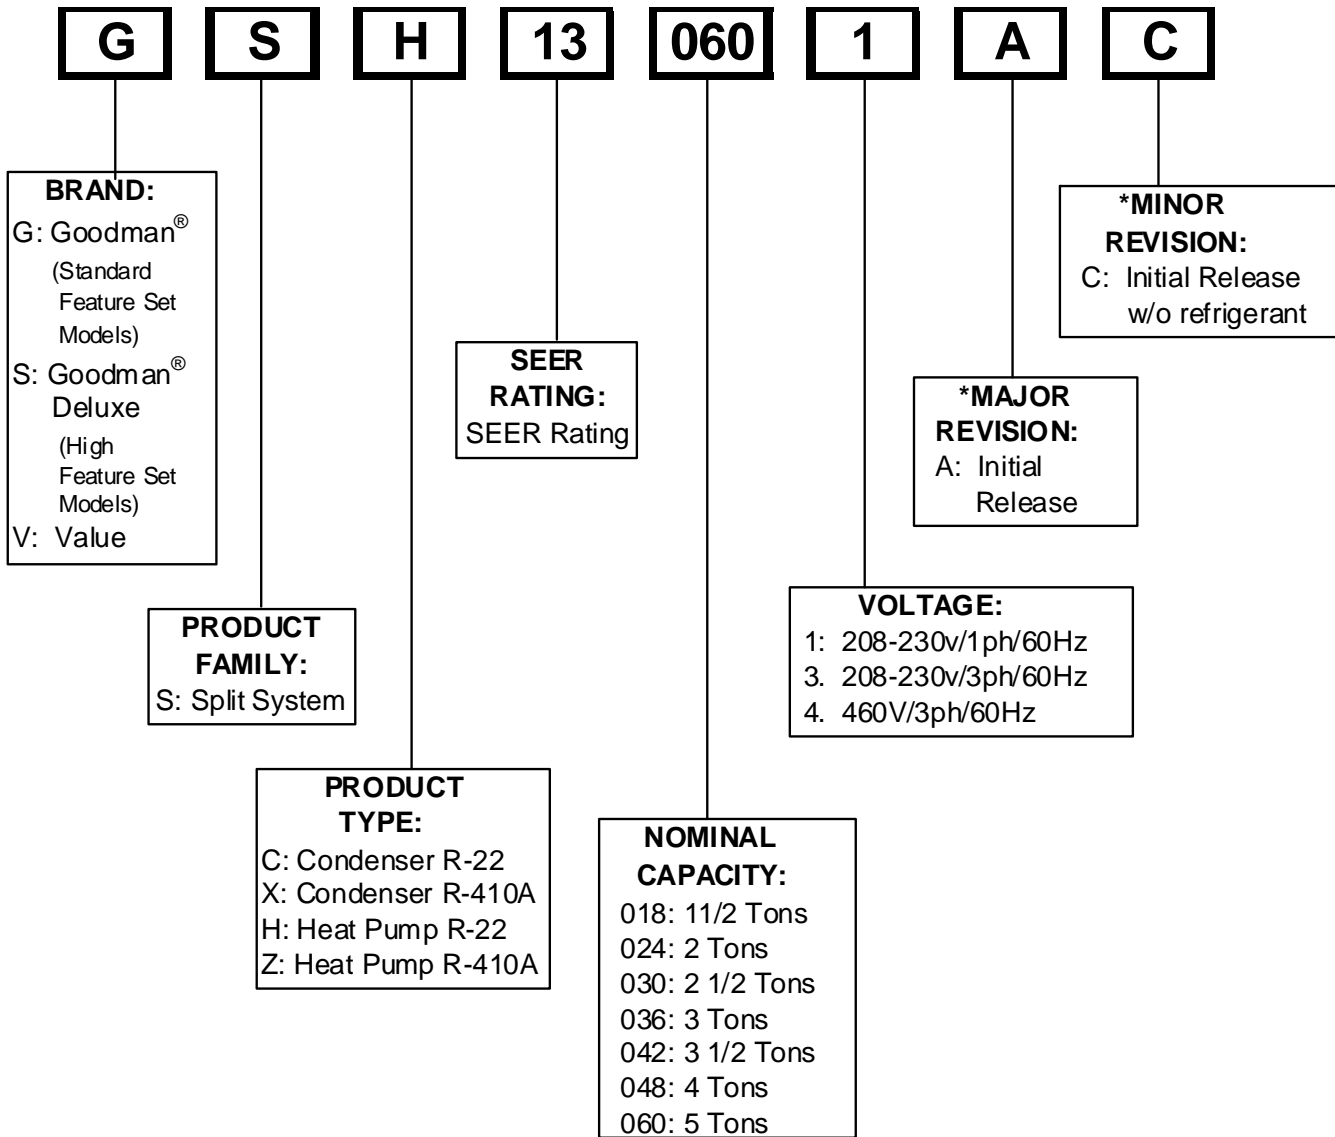 G S H 13 060 1 A C
BRAND:
G: Goodman®
(Standard
Feature Set
Models)
S: Goodman®
Deluxe
(High
Feature Set
Models)
V: Value
PRODUCT
FAMILY:
S: Split System
PRODUCT
TYPE:
C: Condenser R-22
X: Condenser R-410A
H: Heat Pump R-22
Z: Heat Pump R-410A
SEER
RATING:
SEER Rating
NOMINAL
CAPACITY:
018: 11/2 Tons
024: 2 Tons
030: 2 1/2 Tons
036: 3 Tons
042: 3 1/2 Tons
048: 4 Tons
060: 5 Tons
VOLTAGE:
1: 208-230v/1ph/60Hz
3. 208-230v/3ph/60Hz
4. 460V/3ph/60Hz
*MAJOR
REVISION:
A: Initial
Release
*MINOR
REVISION:
C: Initial Release
w/o refrigerant